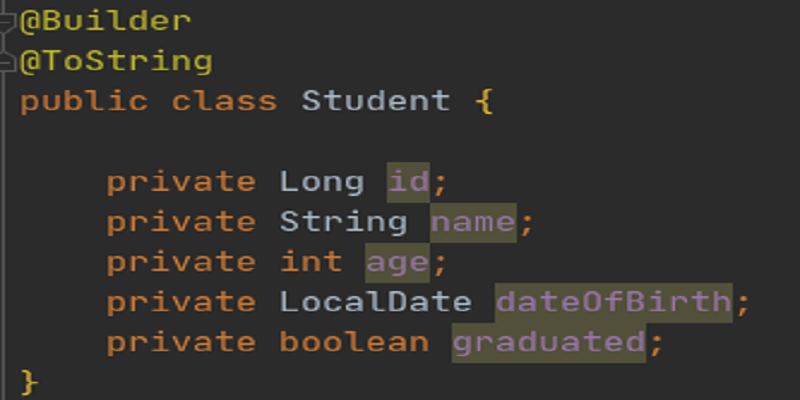 @Builder
@ToString
public class Student {
    private Long id;
    private String name;
    private int age;
    private LocalDate dateOfBirth;
    private boolean graduated;
}